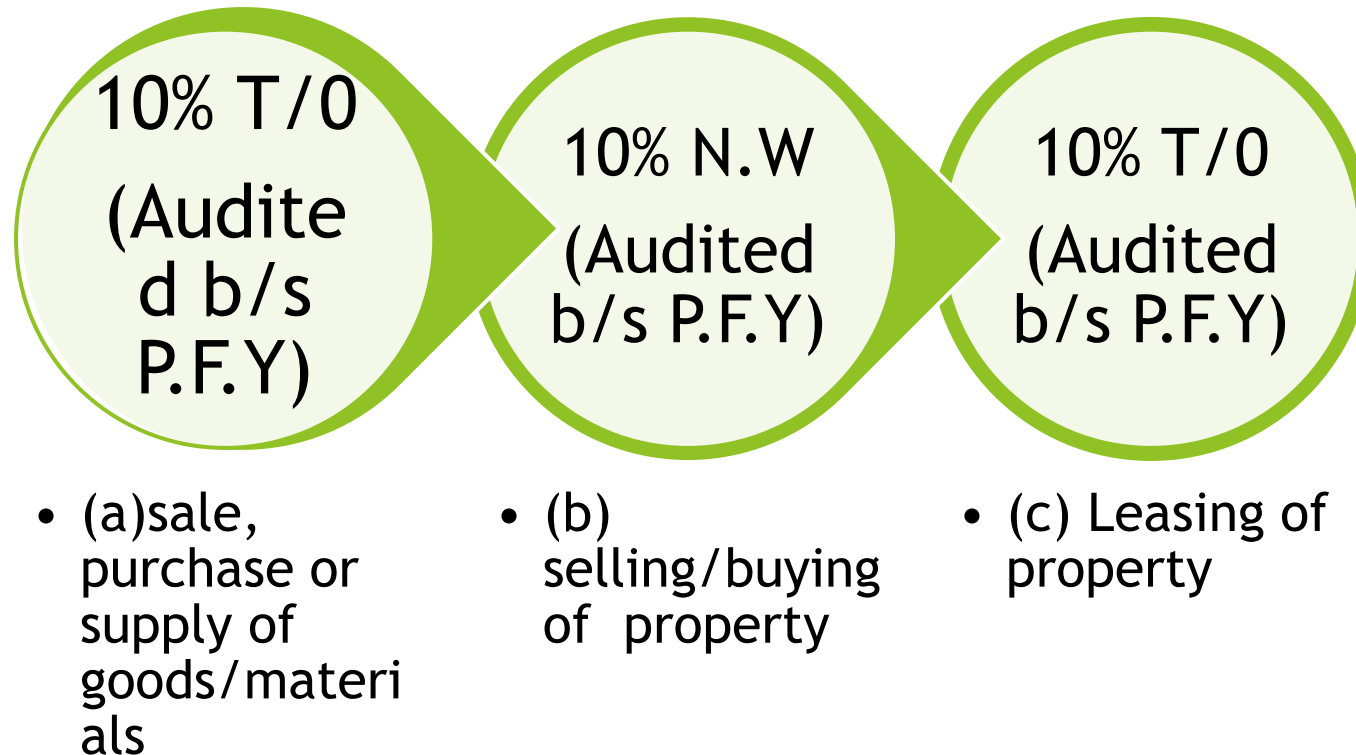 10% T/0
(Audite
d b/s
P.F.Y)
10% N.W
(Audited
b/s P.F.Y)
10% T/0
(Audited
b/s P.F.Y)
• (a)sale,
purchase or
supply of
goods/materi
als
• (b)
selling/buying
of property
• (c) Leasing of
property